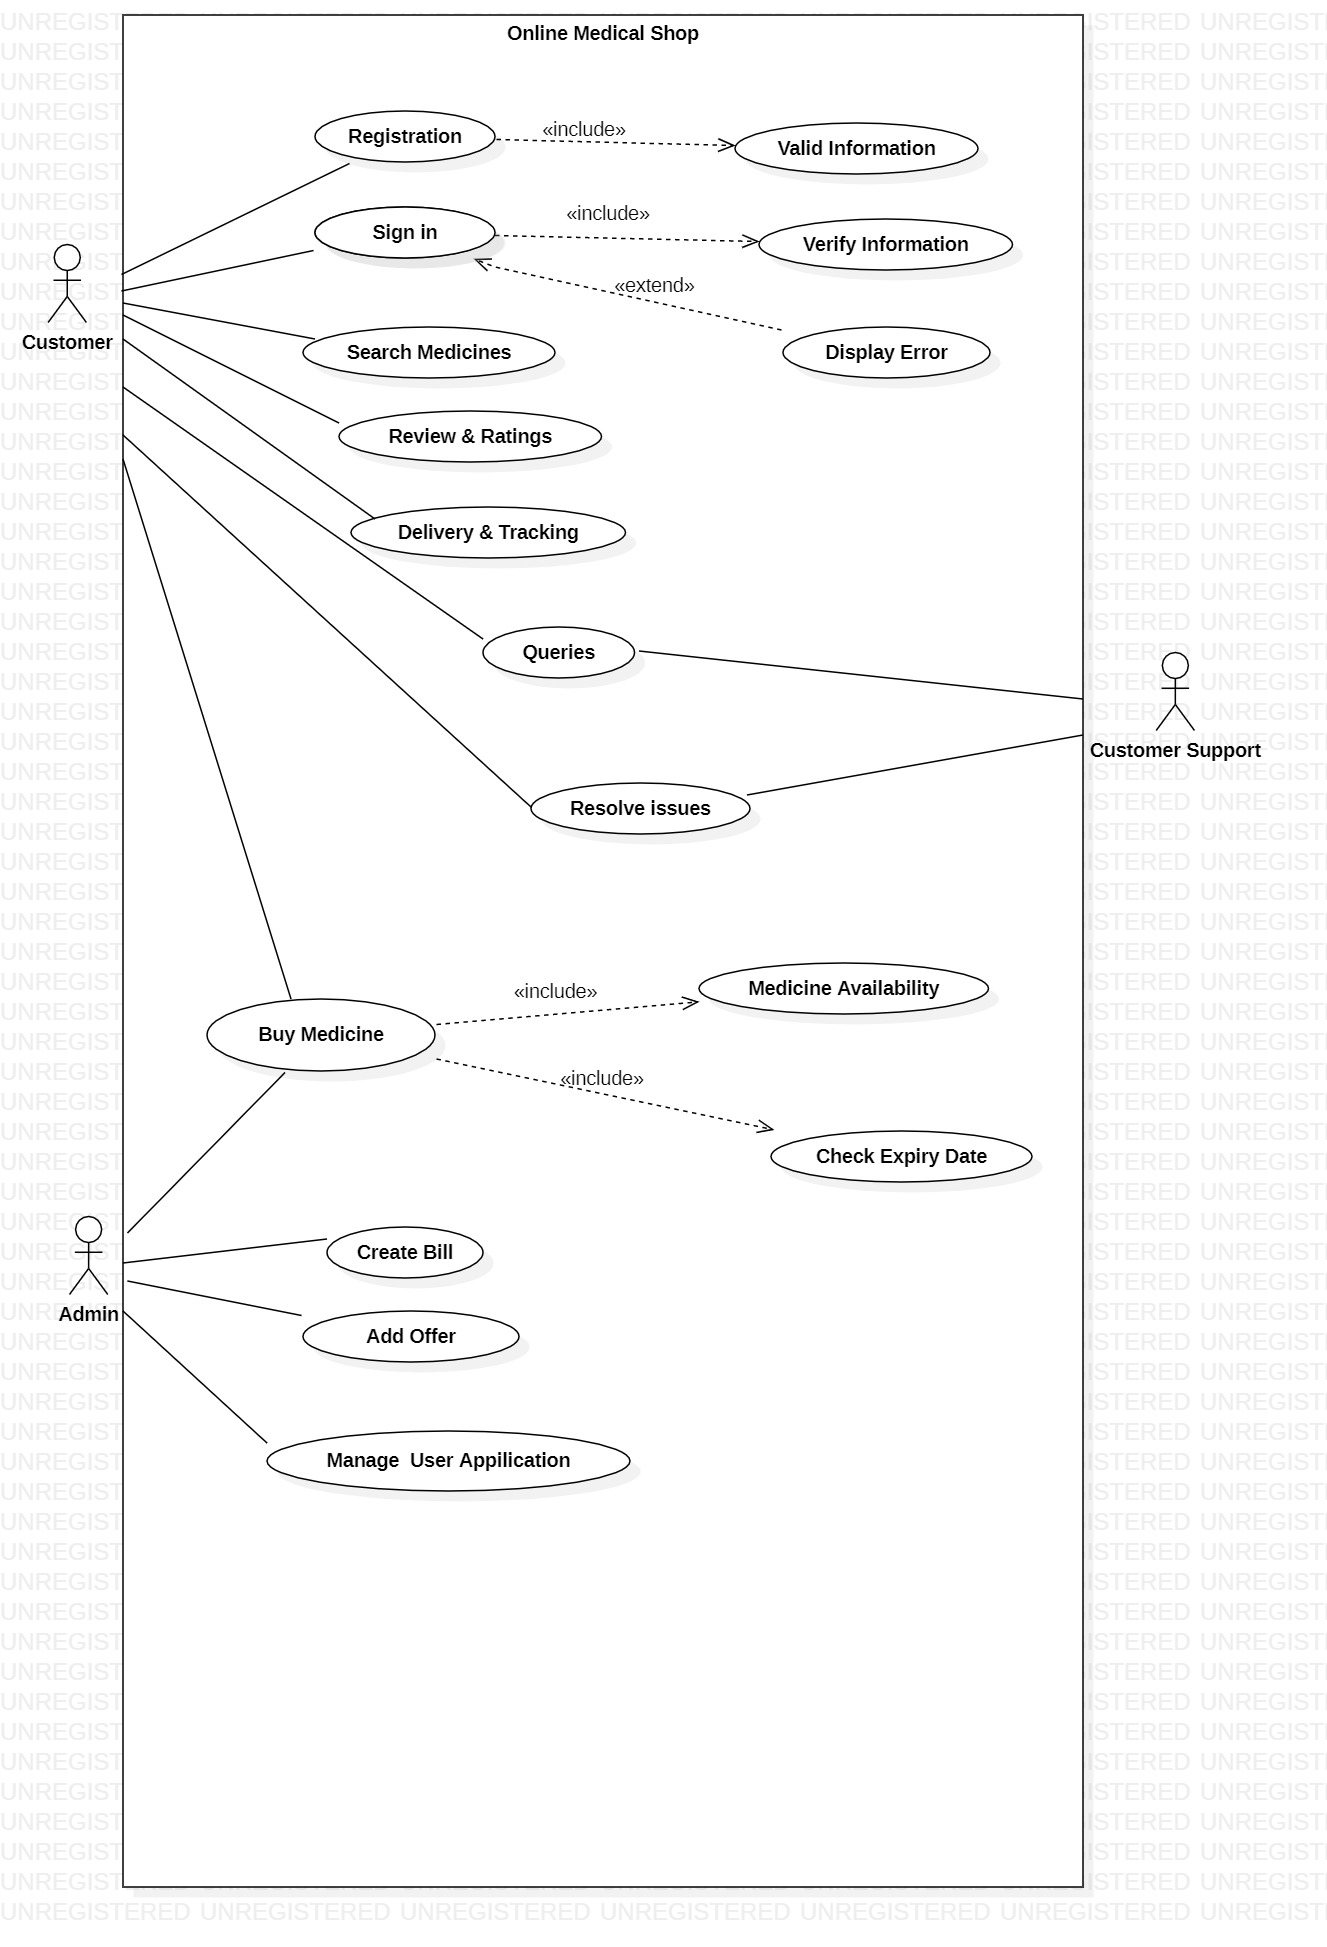 Online Medical Shop
Registration
«include»
Valid Information
Sign in
«include»
Verify Information
«extend»
Customer
Search Medicines
Display Error
Review & Ratings
Delivery & Tracking
Queries
Customer Support
Resolve issues
«include»
Medicine Availability
Buy Medicine
«include»
Check Expiry Date
Create Bill
Admin
Add Offer
Manage  User Appilication
UNREGISTERED UNREGISTERED UNREGISTERED UNREGISTERED UNREGISTERED UNREGISTERED UNREGIST